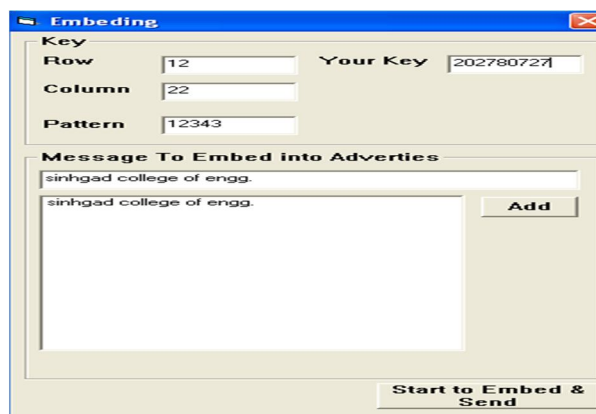 Embeding
Key
Row 12 Your Key 202780727
Column 22
Pattern 12343
Message To Embed into Adverties
sinhgad college of engg.
sinhgad college of engg.
Add
Start to Embed &
Send